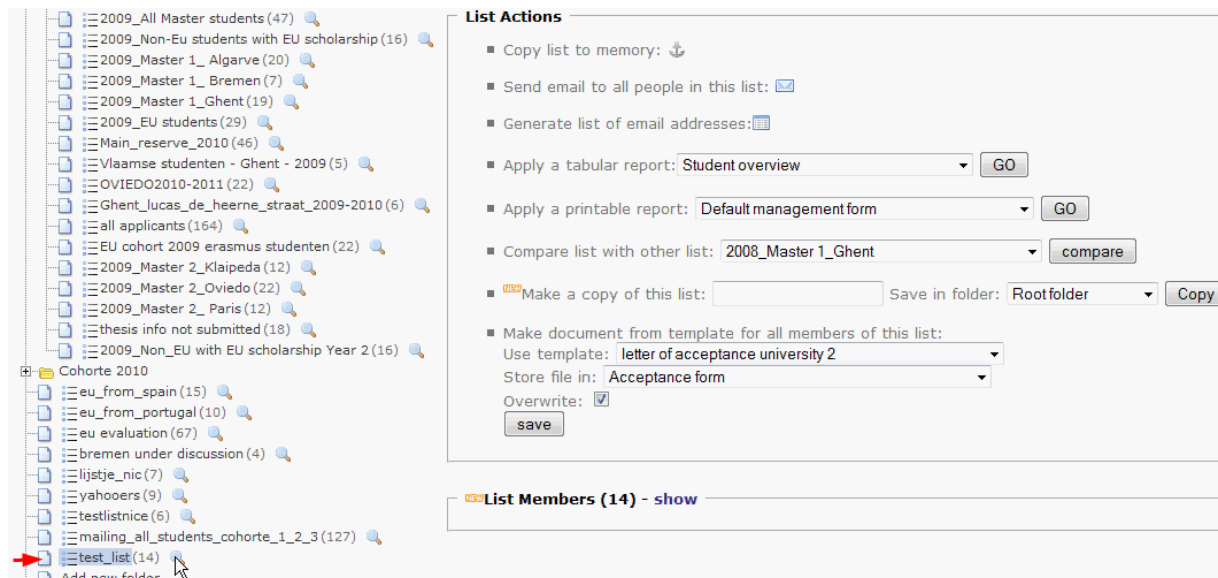 2009_All Master students (47)
2009_Non-Eu students with EU scholarship (16)
2009_Master 1_ Algarve (20)
2009_Master 1_ Bremen (7)
2009_Master 1_Ghent (19)
2009_EU students (29)
Main_reserve_2010 (46)
Vlaamse studenten - Ghent - 2009 (5)
OVIEDO2010-2011 (22)
Ghent_lucas_de_heerne_straat_2009-2010 (6)
all applicants (164)
EU cohort 2009 erasmus studenten (22)
2009_Master 2_Klaipeda (12)
2009_Master 2_Oviedo (22)
2009_Master 2_ Paris (12)
thesis info not submitted (18)
2009_Non_EU with EU scholarship Year 2 (16)
Cohorte 2010
eu_from_spain (15)
eu_from_portugal (10)
eu evaluation (67)
bremen under discussion (4)
lijstje_nic (7)
yahooers (9)
testlistnice (6)
mailing_all_students_cohorte_1_2_3 (127)
test_list (14)
Add new folder
List Actions
Copy list to memory:
Send email to all people in this list:
Generate list of email addresses:
Apply a tabular report: Student overview GO
Apply a printable report: Default management form GO
Compare list with other list: 2008_Master 1_Ghent compare
NEW Make a copy of this list: Save in folder: Root folder Copy
Make document from template for all members of this list:
Use template: letter of acceptance university 2
Store file in: Acceptance form
Overwrite:
save
NEW List Members (14) - show